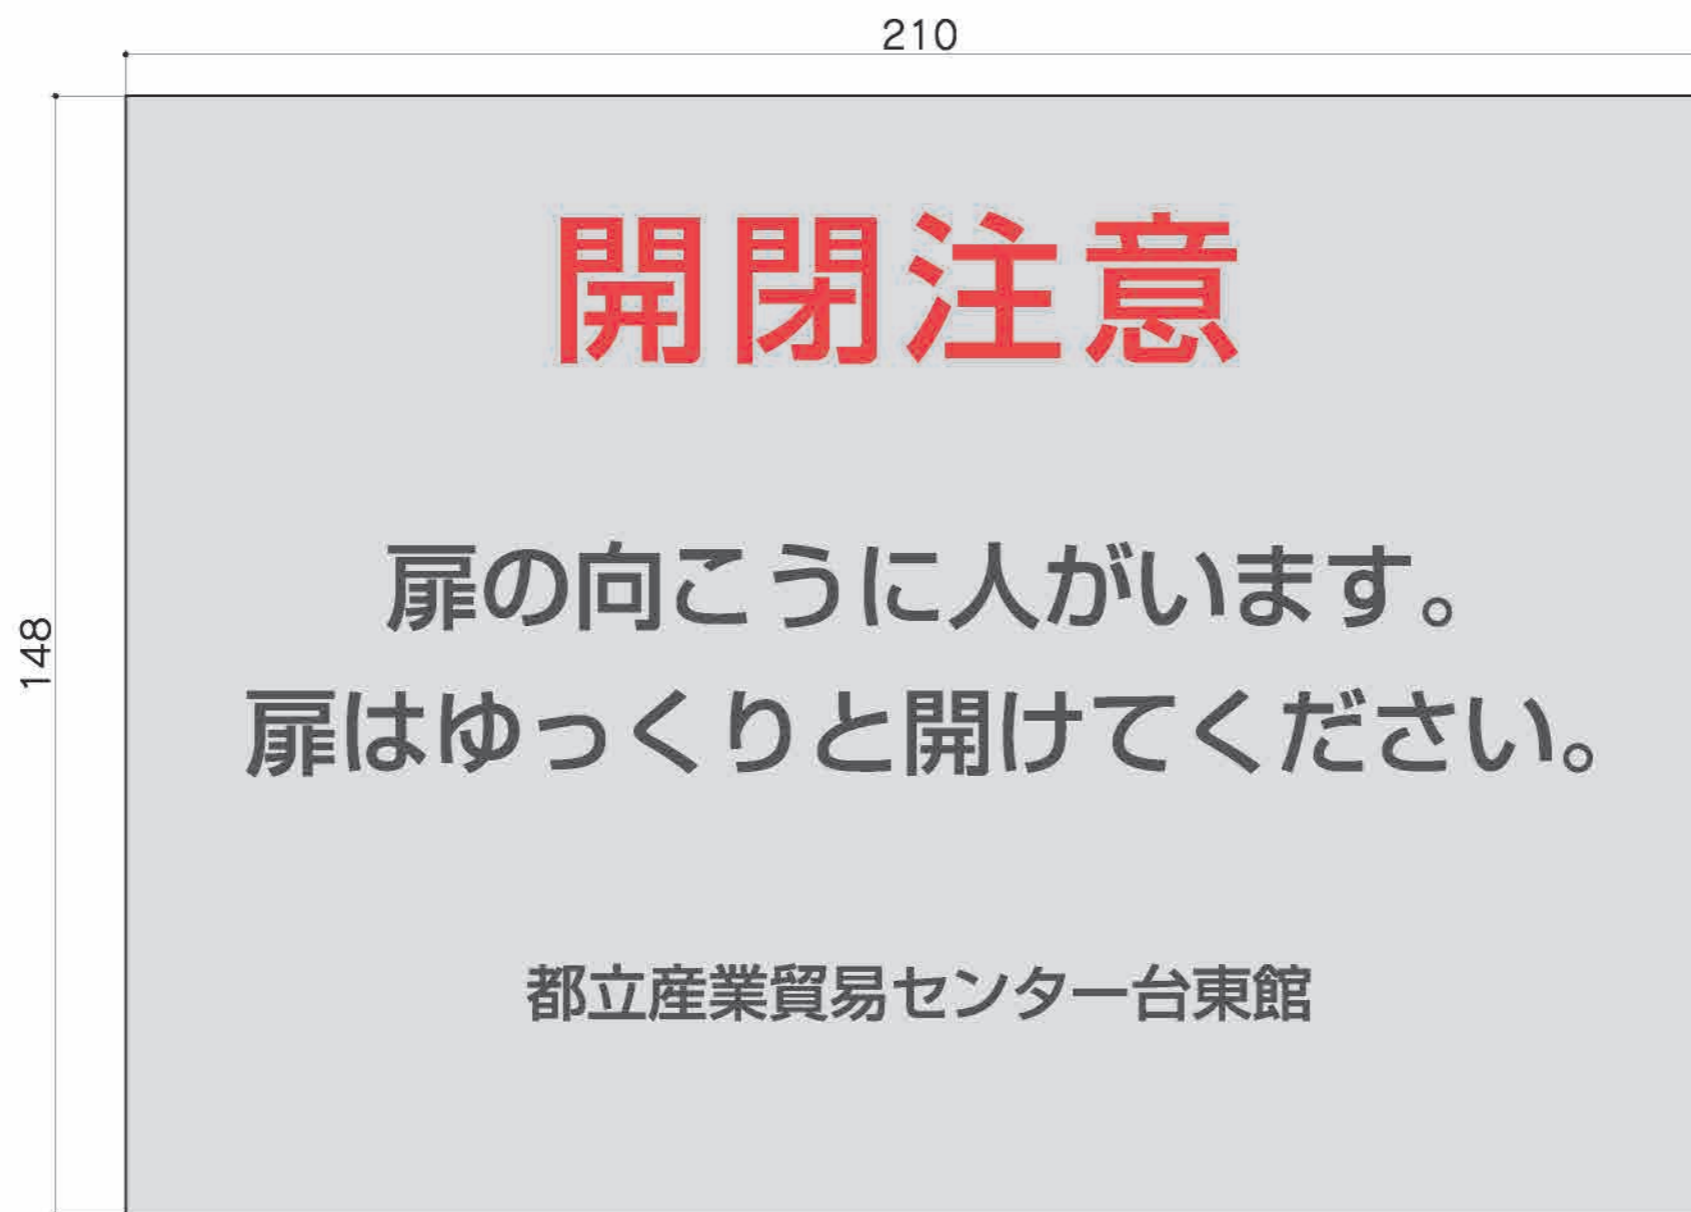 210
148
開閉注意
扉の向こうに人がいます。
扉はゆっくりと開けてください。
都立産業貿易センター台東館